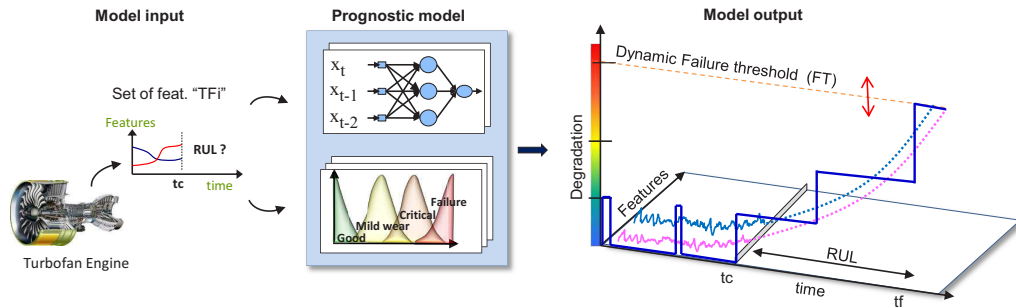 Model input
Prognostic model
Model output
Set of feat. “TFi”
Features
RUL ?
tc
time
Turbofan Engine
xt
xt-1
xt-2
Good
Mild wear
Critical
Failure
Dynamic Failure threshold (FT)
Degradation
Features
RUL
tc
time
tf